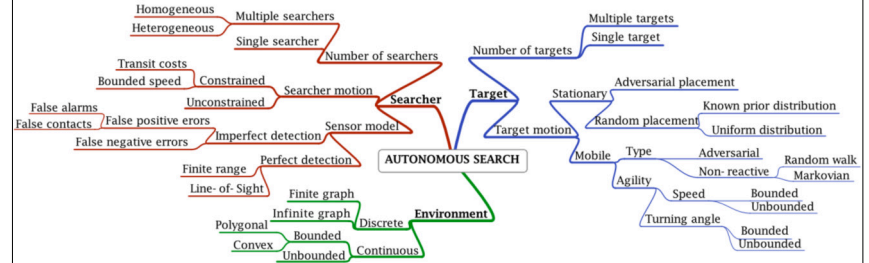 Homogeneous
Heterogeneous
Multiple searchers
Single searcher
Number of searchers
Transit costs
Bounded speed
Constrained
Unconstrained
Searcher motion
Searcher
False alarms
False contacts
False positive erors
False negative errors
Imperfect detection
Sensor model
Finite range
Line- of- Sight
Perfect detection
AUTONOMOUS SEARCH
Multiple targets
Single target
Number of targets
Target
Target motion
Stationary
Adversarial placement
Random placement
Known prior distribution
Uniform distribution
Mobile
Type
Adversarial
Non- reactive
Random walk
Markovian
Agility
Speed
Bounded
Unbounded
Turning angle
Bounded
Unbounded
Environment
Finite graph
Infinite graph
Discrete
Polygonal
Convex
Bounded
Unbounded
Continuous